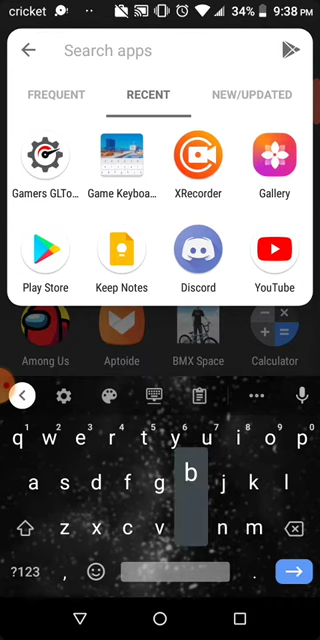 cricket 34% 9:38 PM
Search apps
FREQUENT RECENT NEW/UPDATED
Gamers GLTo... Game Keyboa... XRecorder Gallery
Play Store Keep Notes Discord YouTube
Among Us Aptoide BMX Space Calculator
1 2 3 4 5 6 7 8 9 0
q w e r t y u i o p
a s d f g b j k l
z x c v n m
?123 , .